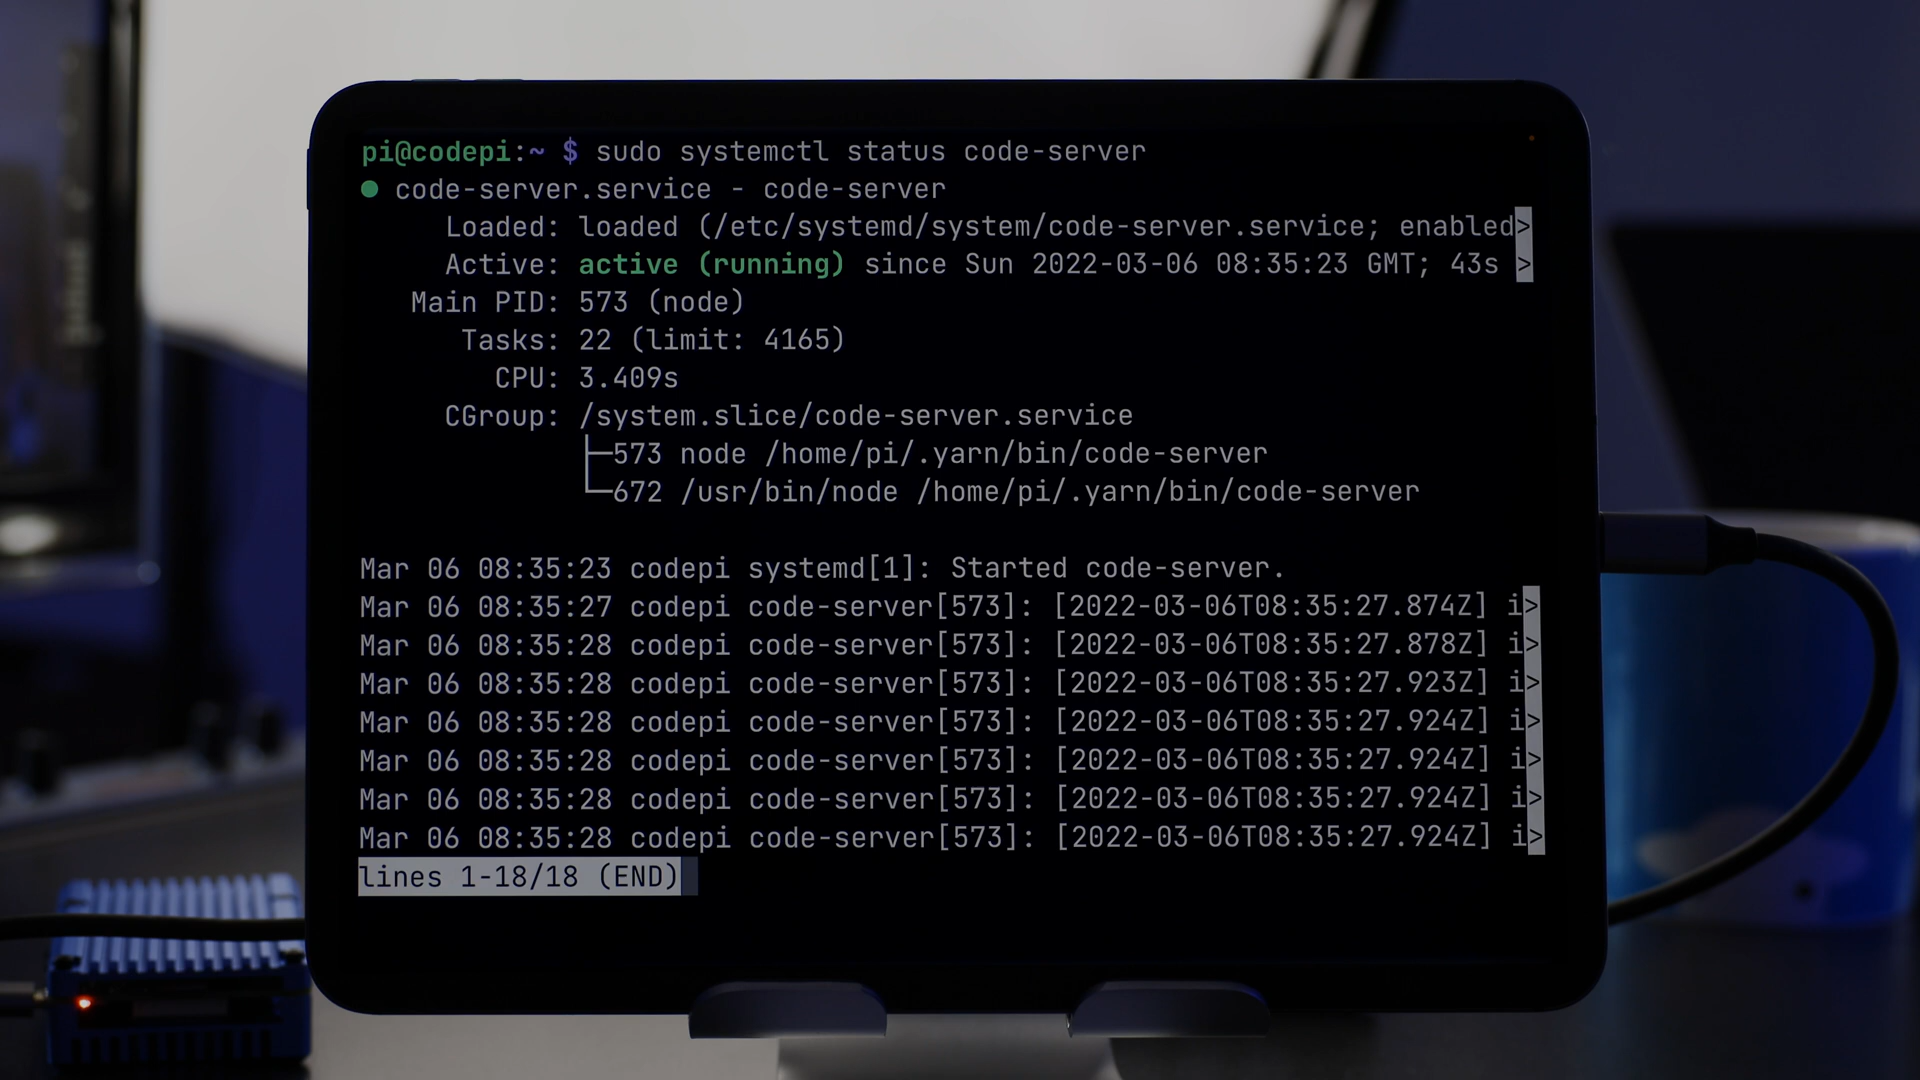 pi@codepi:~ $ sudo systemctl status code-server
● code-server.service - code-server
Loaded: loaded (/etc/systemd/system/code-server.service; enabled>
Active: active (running) since Sun 2022-03-06 08:35:23 GMT; 43s >
Main PID: 573 (node)
Tasks: 22 (limit: 4165)
CPU: 3.409s
CGroup: /system.slice/code-server.service
├─573 node /home/pi/.yarn/bin/code-server
└─672 /usr/bin/node /home/pi/.yarn/bin/code-server
Mar 06 08:35:23 codepi systemd[1]: Started code-server.
Mar 06 08:35:27 codepi code-server[573]: [2022-03-06T08:35:27.874Z] i>
Mar 06 08:35:28 codepi code-server[573]: [2022-03-06T08:35:27.878Z] i>
Mar 06 08:35:28 codepi code-server[573]: [2022-03-06T08:35:27.923Z] i>
Mar 06 08:35:28 codepi code-server[573]: [2022-03-06T08:35:27.924Z] i>
Mar 06 08:35:28 codepi code-server[573]: [2022-03-06T08:35:27.924Z] i>
Mar 06 08:35:28 codepi code-server[573]: [2022-03-06T08:35:27.924Z] i>
Mar 06 08:35:28 codepi code-server[573]: [2022-03-06T08:35:27.924Z] i>
lines 1-18/18 (END)